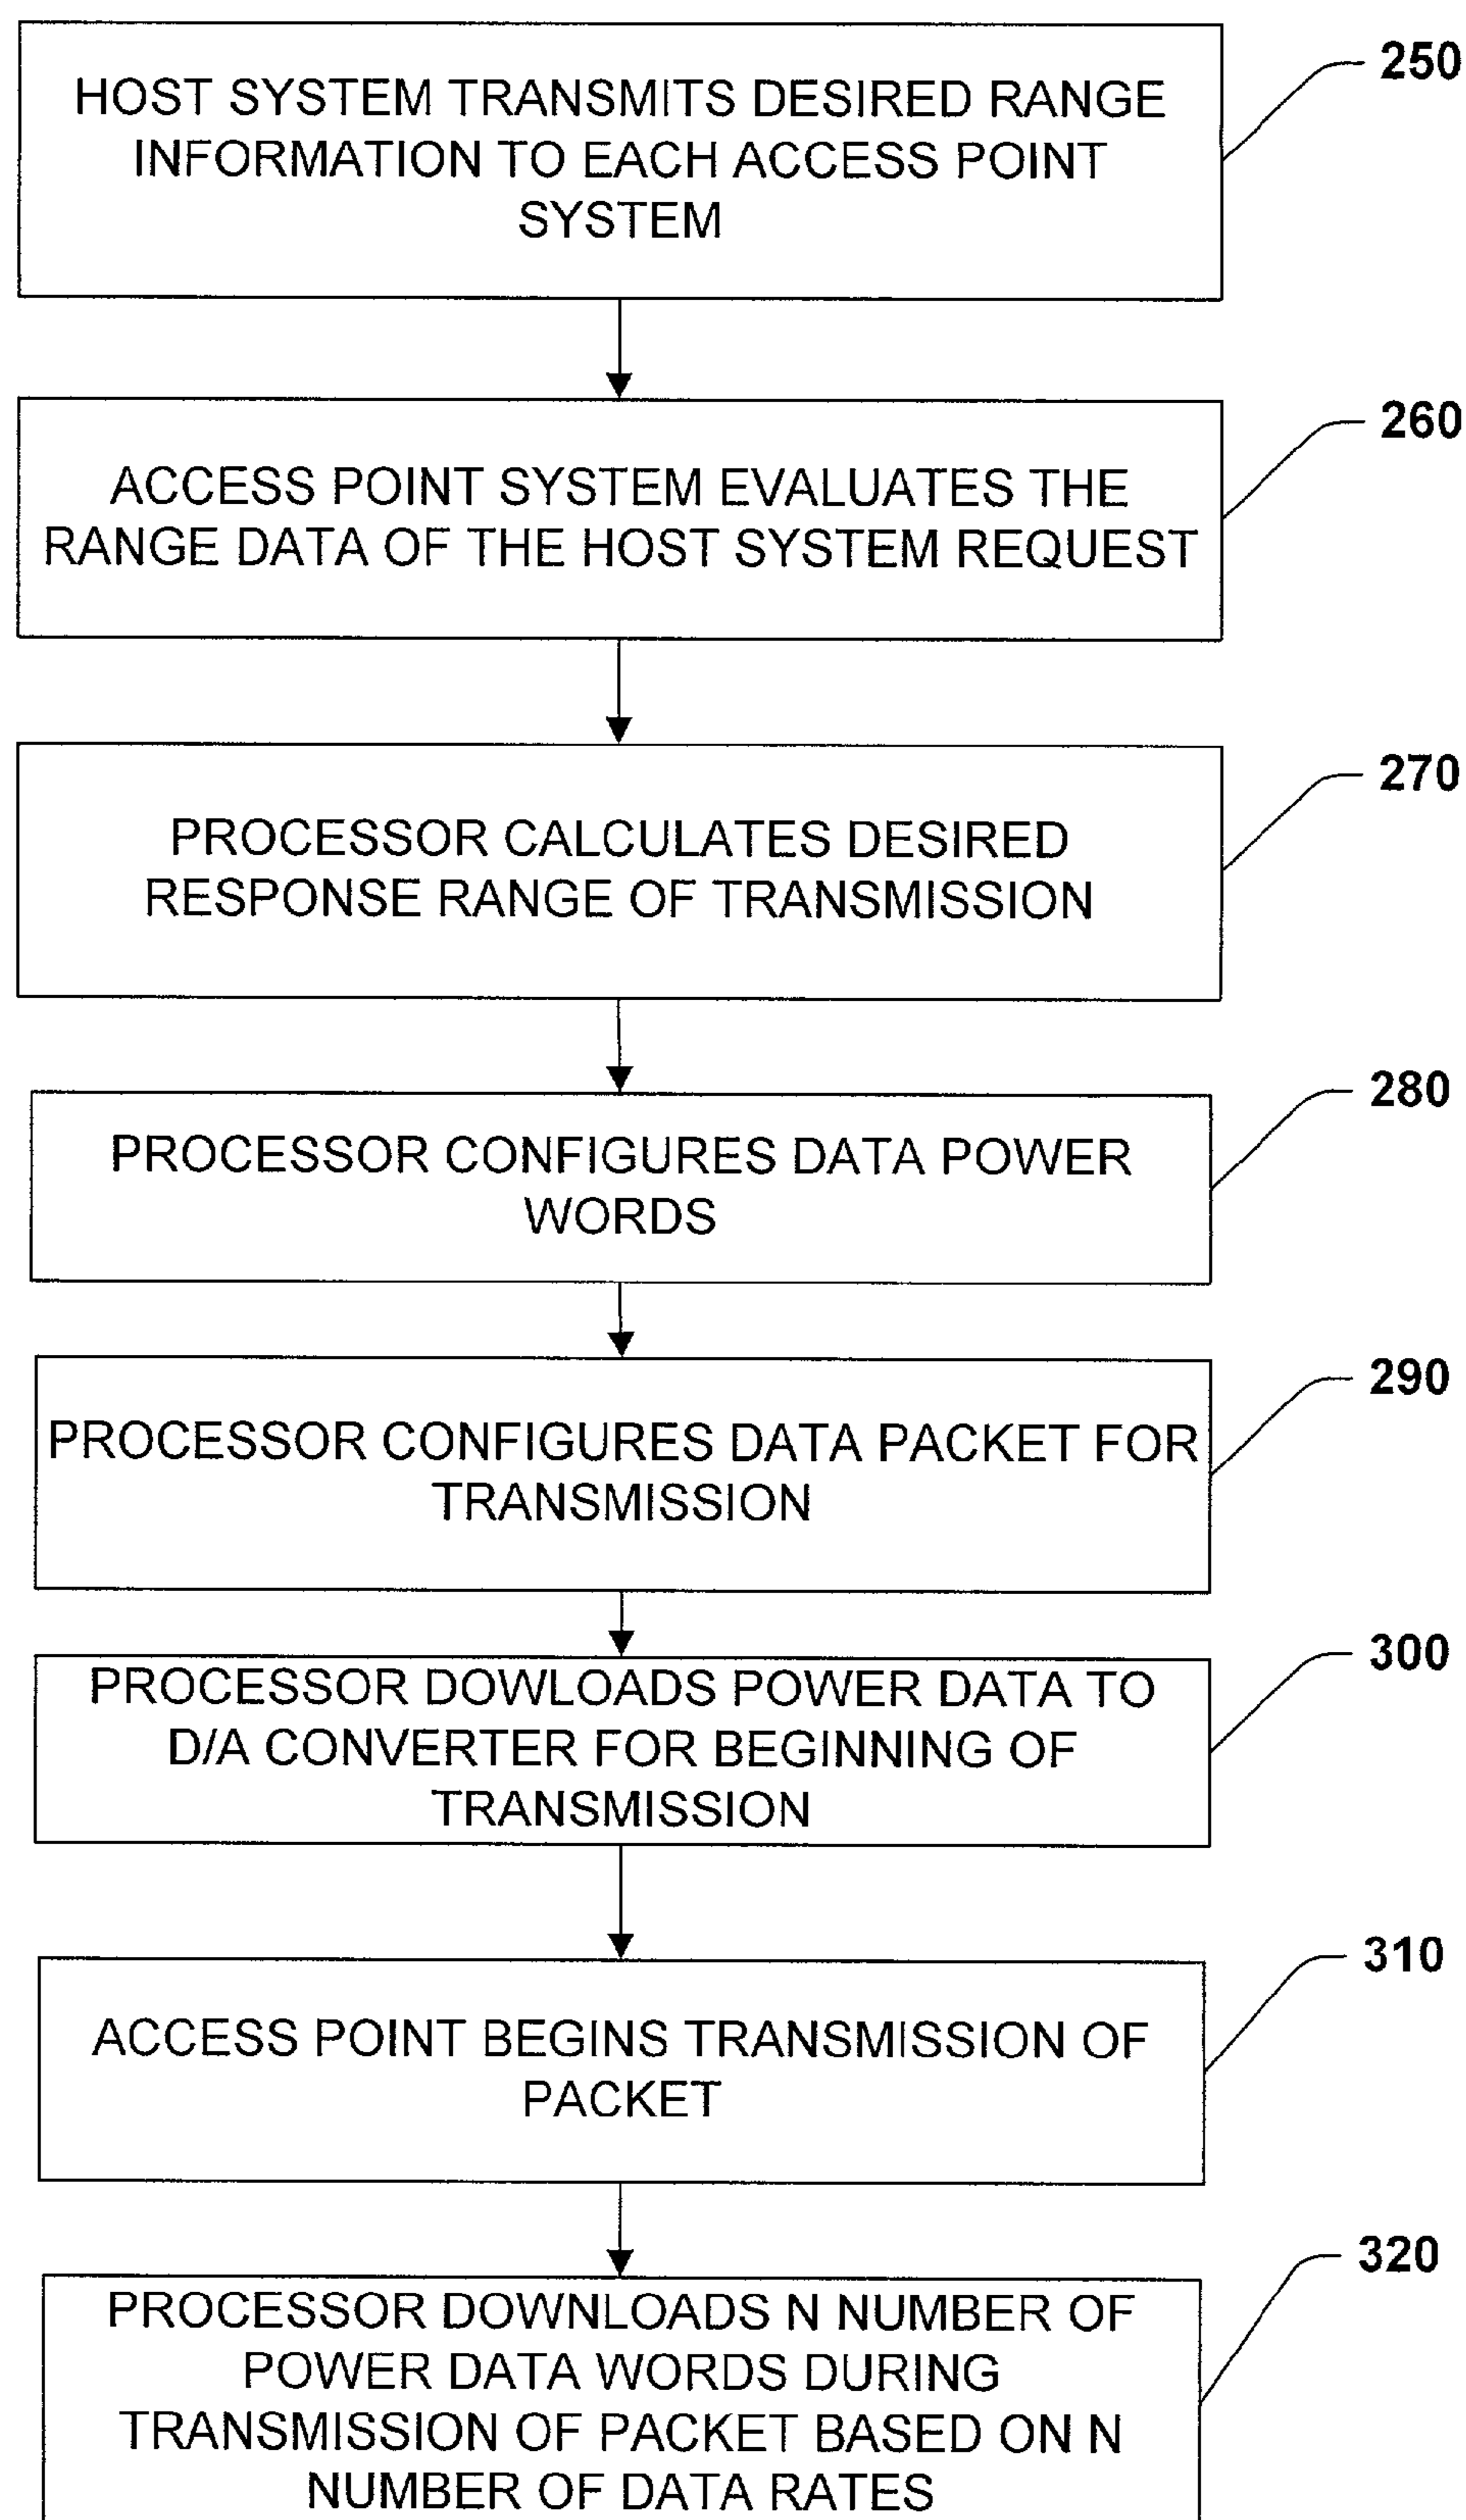 250
HOST SYSTEM TRANSMITS DESIRED RANGE
INFORMATION TO EACH ACCESS POINT
SYSTEM
260
ACCESS POINT SYSTEM EVALUATES THE
RANGE DATA OF THE HOST SYSTEM REQUEST
270
PROCESSOR CALCULATES DESIRED
RESPONSE RANGE OF TRANSMISSION
280
PROCESSOR CONFIGURES DATA POWER
WORDS
290
PROCESSOR CONFIGURES DATA PACKET FOR
TRANSMISSION
300
PROCESSOR DOWLOADS POWER DATA TO
D/A CONVERTER FOR BEGINNING OF
TRANSMISSION
310
ACCESS POINT BEGINS TRANSMISSION OF
PACKET
320
PROCESSOR DOWNLOADS N NUMBER OF
POWER DATA WORDS DURING
TRANSMISSION OF PACKET BASED ON N
NUMBER OF DATA RATES